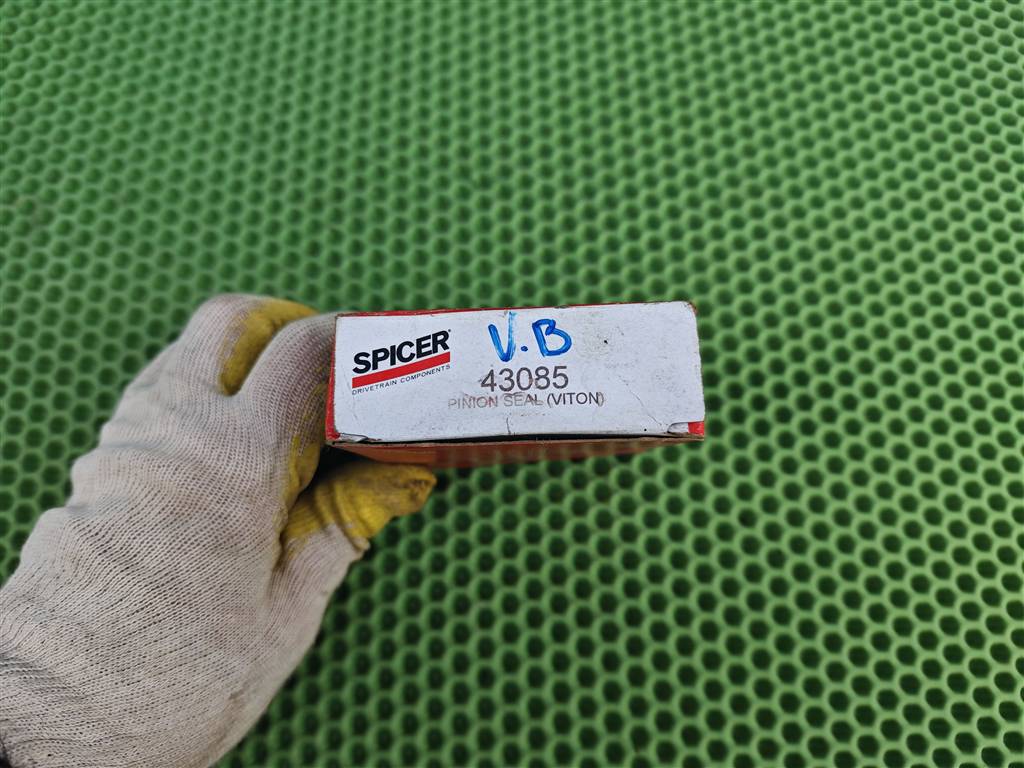 SPICER®
DRIVETRAIN COMPONENTS
V.B
43085
PINION SEAL (VITON)